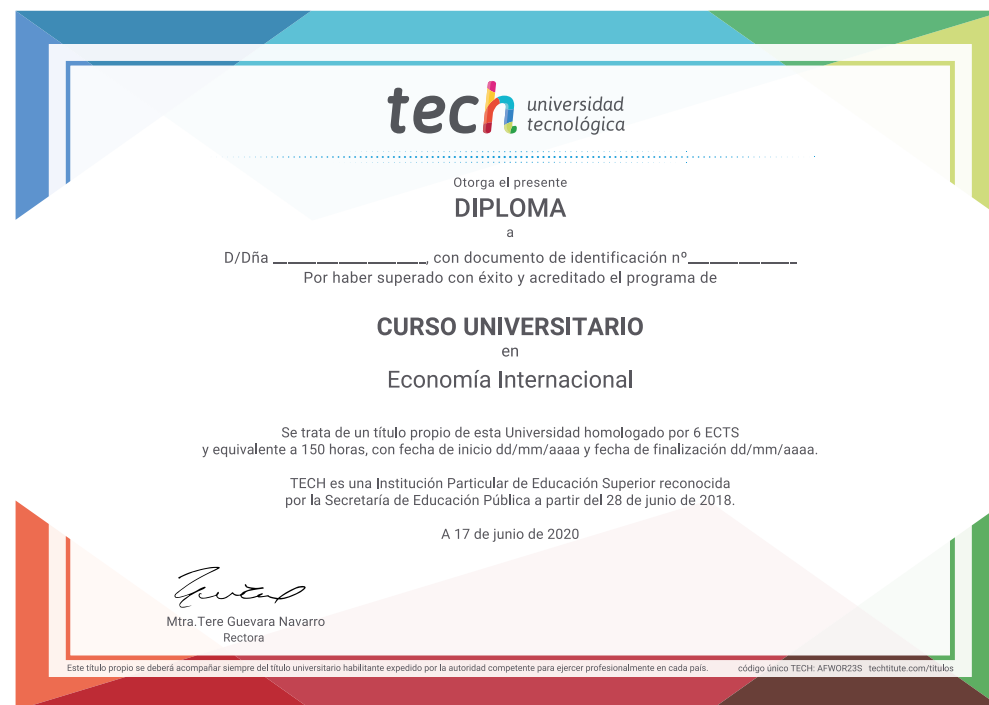 tech universidad
tecnológica
Otorga el presente
DIPLOMA
a
D/Dña ____________________, con documento de identificación nº______________
Por haber superado con éxito y acreditado el programa de
CURSO UNIVERSITARIO
en
Economía Internacional
Se trata de un título propio de esta Universidad homologado por 6 ECTS
y equivalente a 150 horas, con fecha de inicio dd/mm/aaaa y fecha de finalización dd/mm/aaaa.
TECH es una Institución Particular de Educación Superior reconocida
por la Secretaría de Educación Pública a partir del 28 de junio de 2018.
A 17 de junio de 2020
Mtra.Tere Guevara Navarro
Rectora
Este título propio se deberá acompañar siempre del título universitario habilitante expedido por la autoridad competente para ejercer profesionalmente en cada país. código único TECH: AFWOR23S techtitute.com/titulos